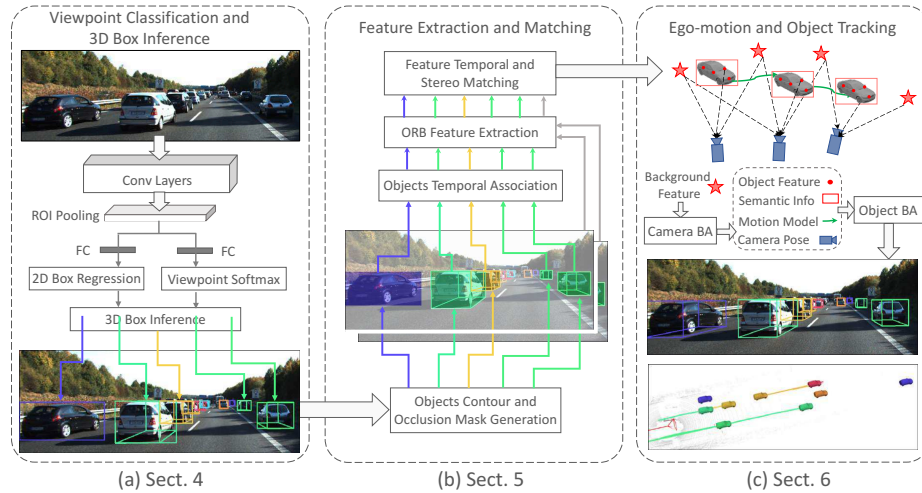 Viewpoint Classification and
3D Box Inference
Conv Layers
ROI Pooling
FC
FC
2D Box Regression
Viewpoint Softmax
3D Box Inference
(a) Sect. 4
Feature Extraction and Matching
Feature Temporal and
Stereo Matching
ORB Feature Extraction
Objects Temporal Association
Objects Contour and
Occlusion Mask Generation
(b) Sect. 5
Ego-motion and Object Tracking
Background
Feature
Camera BA
Object Feature
Semantic Info
Motion Model
Camera Pose
Object BA
(c) Sect. 6